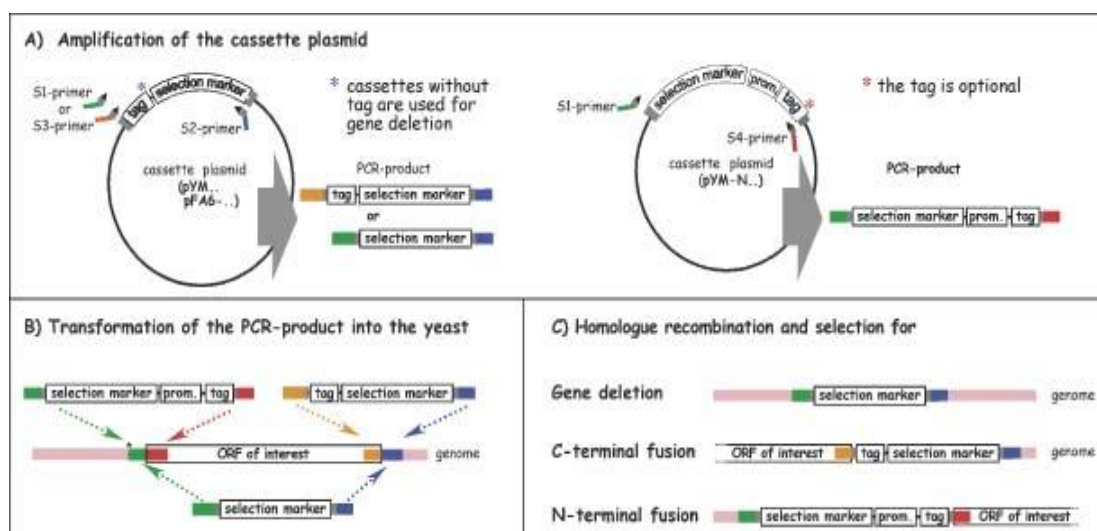 A) Amplification of the cassette plasmid
S1-primer
or
S3-primer
*
tag
selection marker
S2-primer
cassette plasmid
(pYM..
pFA6-..)
* cassettes without
tag are used for
gene deletion
PCR-product
tag selection marker
or
selection marker
S1-primer
selection marker prom. tag *
S4-primer
cassette plasmid
(pYM-N..)
* the tag is optional
PCR-product
selection marker prom. tag
B) Transformation of the PCR-product into the yeast
selection marker prom. tag
tag selection marker
*
ORF of interest
genome
selection marker
C) Homologue recombination and selection for
Gene deletion
selection marker
genome
C-terminal fusion
ORF of interest tag selection marker
genome
N-terminal fusion
selection marker prom. tag ORF of interest